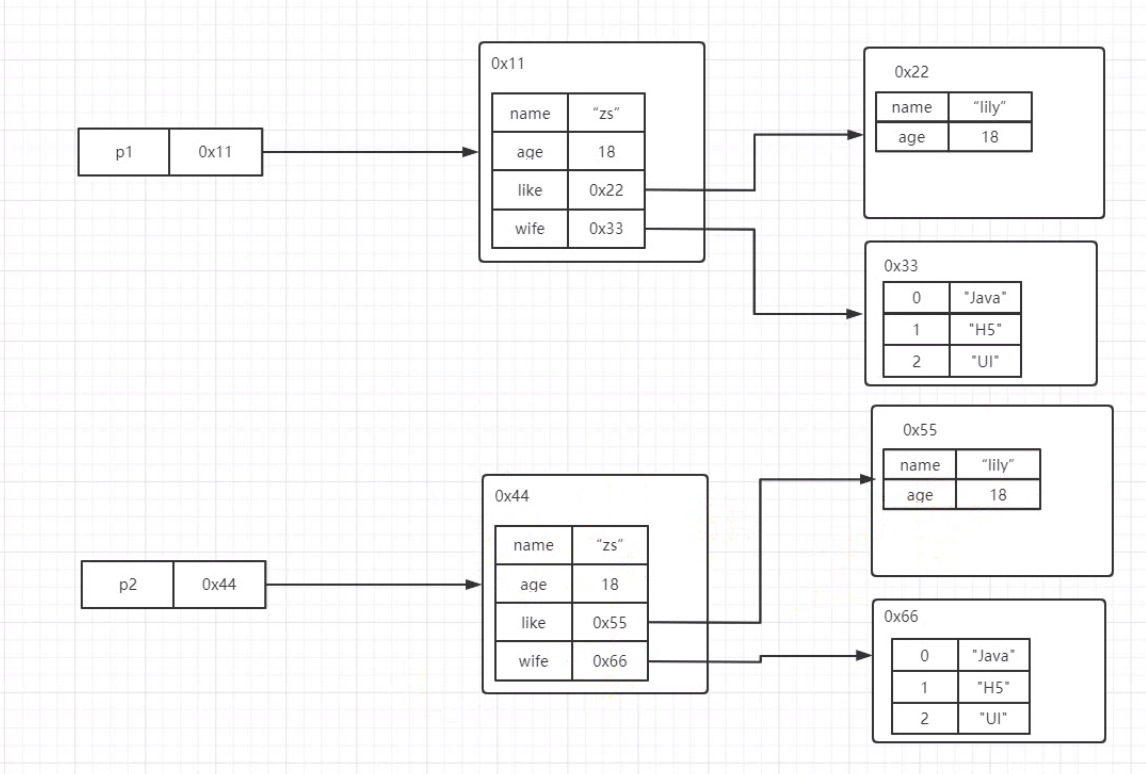 p1 0x11
0x11
name “zs”
age 18
like 0x22
wife 0x33
0x22
name “lily”
age 18
0x33
0 "Java"
1 "H5"
2 "UI"
p2 0x44
0x44
name “zs”
age 18
like 0x55
wife 0x66
0x55
name “lily”
age 18
0x66
0 "Java"
1 "H5"
2 "UI"